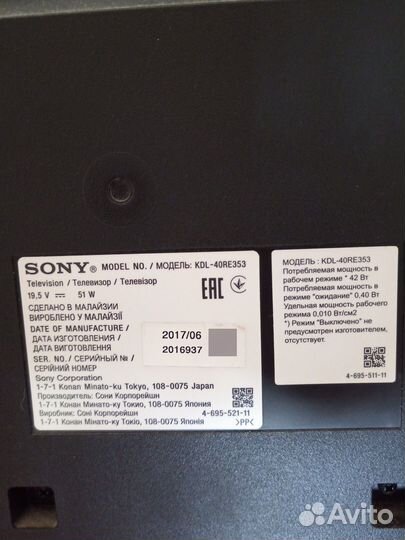 SONY® MODEL NO. / МОДЕЛЬ: KDL-40RE353
Television / Телевизор / Телевізор
19,5 V 51 W
EAC
СДЕЛАНО В МАЛАЙЗИИ
ВИРОБЛЕНО У МАЛАЙЗІЇ
DATE OF MANUFACTURE /
ДАТА ИЗГОТОВЛЕНИЯ /
ДАТА ВИГОТОВЛЕННЯ
2017/06
SER. NO. / СЕРИЙНЫЙ № /
СЕРІЙНИЙ НОМЕР
2016937
Sony Corporation
1-7-1 Konan Minato-ku Tokyo, 108-0075 Japan
Производитель: Сони Корпорейшн
1-7-1 Конан Минато-ку Токио, 108-0075 Япония
Виробник: Соні Корпорейшн
4-695-521-11
1-7-1 Конан Мінато-ку Токіо, 108-0075 Японія
>PP<
МОДЕЛЬ : KDL-40RE353
Потребляемая мощность в
рабочем режиме * 42 Вт
Потребляемая мощность в
режиме "ожидание" 0,40 Вт
Удельная мощность рабочего
режима 0,010 Вт/см2
*) Режим "Выключено" не
предусмотрен изготовителем,
отсутствует.
4-695-511-11
Avito